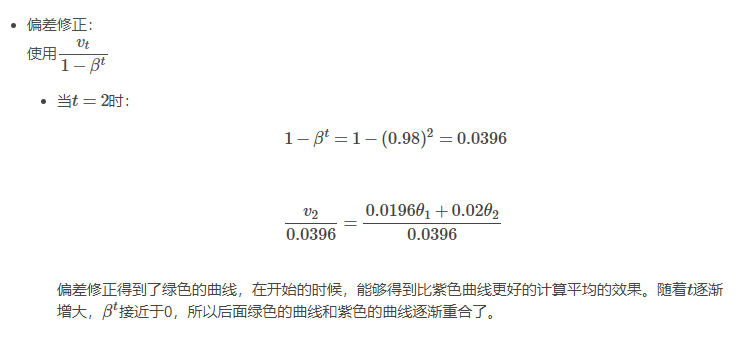 偏差修正：
使用 $\frac{v_t}{1-\beta^t}$
当$t=2$时：
$1-\beta^t=1-(0.98)^2=0.0396$
$\frac{v_2}{0.0396}=\frac{0.0196\theta_1+0.02\theta_2}{0.0396}$
偏差修正得到了绿色的曲线，在开始的时候，能够得到比紫色曲线更好的计算平均的效果。随着$t$逐渐
增大，$\beta^t$接近于0，所以后面绿色的曲线和紫色的曲线逐渐重合了。